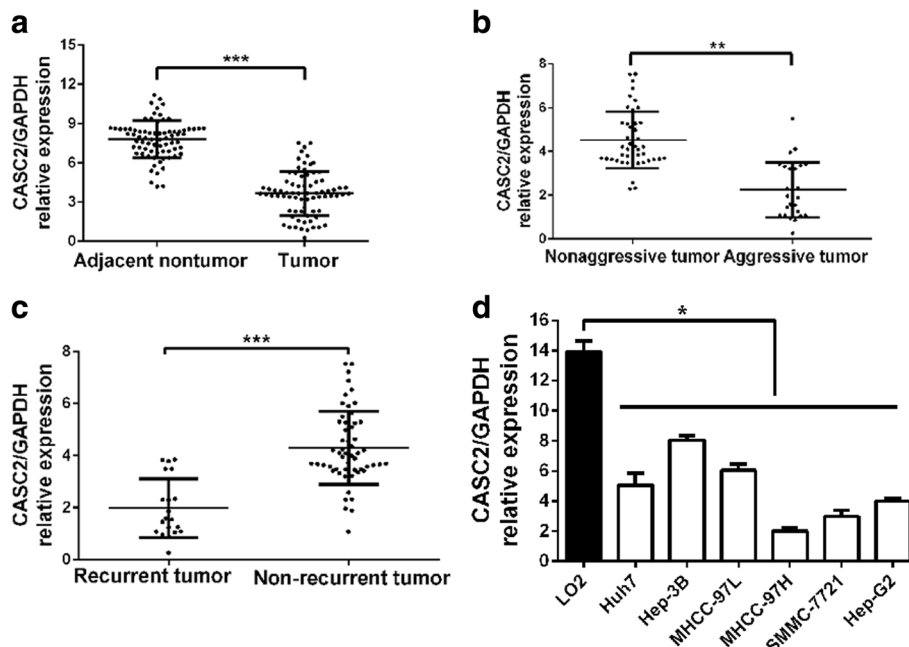 a
CASC2/GAPDH
relative expression
15
12
9
6
3
0
***
Adjacent nontumor
Tumor
b
CASC2/GAPDH
relative expression
8
6
4
2
0
**
Nonaggressive tumor
Aggressive tumor
c
CASC2/GAPDH
relative expression
8
6
4
2
0
***
Recurrent tumor
Non-recurrent tumor
d
CASC2/GAPDH
relative expression
16
14
12
10
8
6
4
2
0
*
LO2
Huh7
Hep-3B
MHCC-97L
MHCC-97H
SMMC-7721
Hep-G2